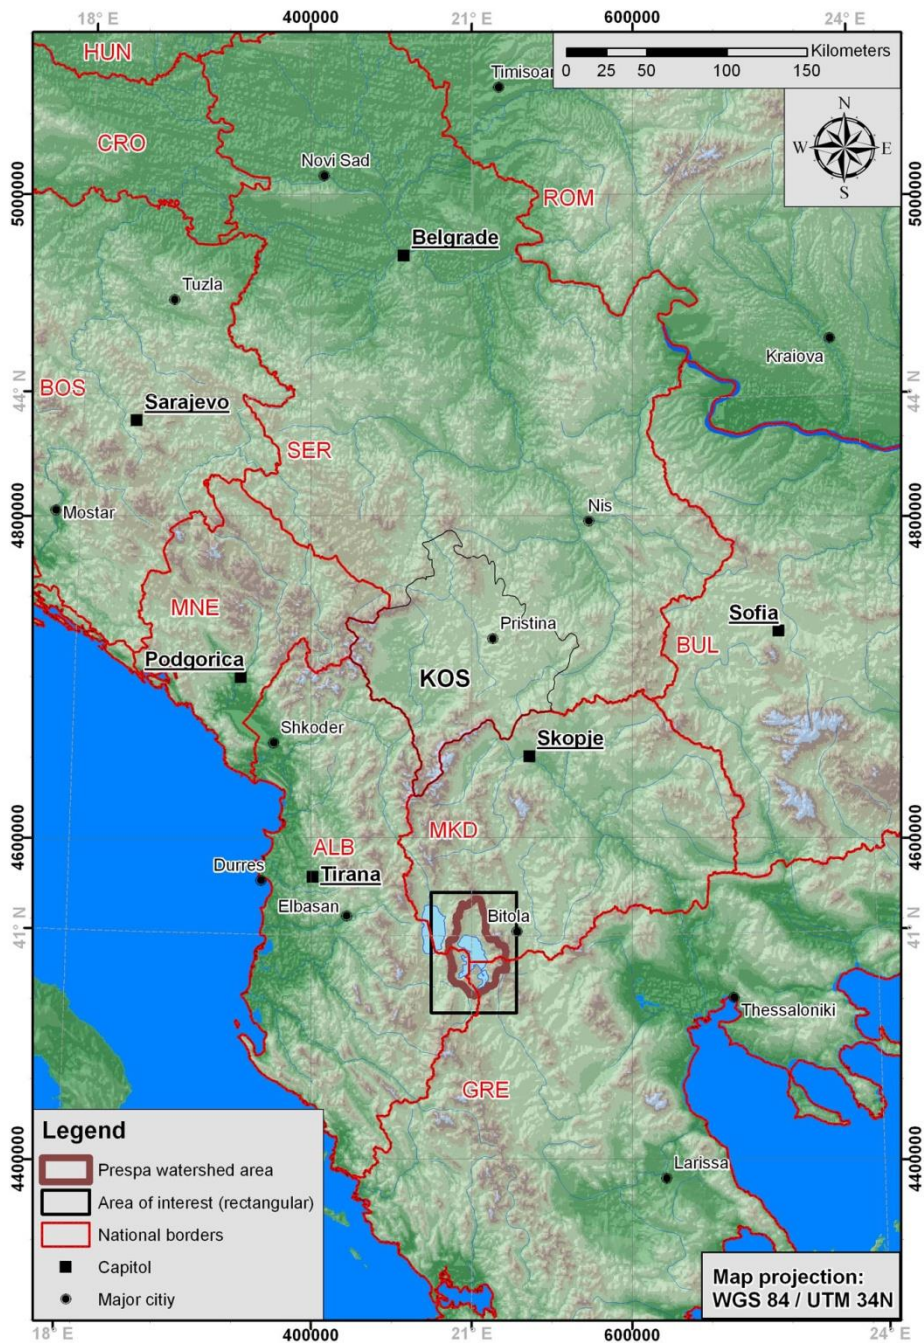 18° E 400000 21° E 600000 24° E
HUN
Kilometers
0 25 50 100 150
Timisoar
CRO
N
W E
S
Novi Sad
5000000 5000000
ROM
Belgrade
Tuzla
Kraiova
BOS
44° N 44° N
Sarajevo
SER
Mostar
Nis
4800000 4800000
MNE
Sofia
Pristina
BUL
Podgorica
KOS
Shkoder
Skopje
MKD
4600000 4600000
ALB
Durres
Tirana
Elbasan
Bitola
41° N 41° N
Thessaloniki
GRE
Legend
Prespa watershed area
Area of interest (rectangular)
National borders
Capitol
Major citiy
4400000 4400000
Larissa
Map projection:
WGS 84 / UTM 34N
18° E 400000 21° E 600000 24° E